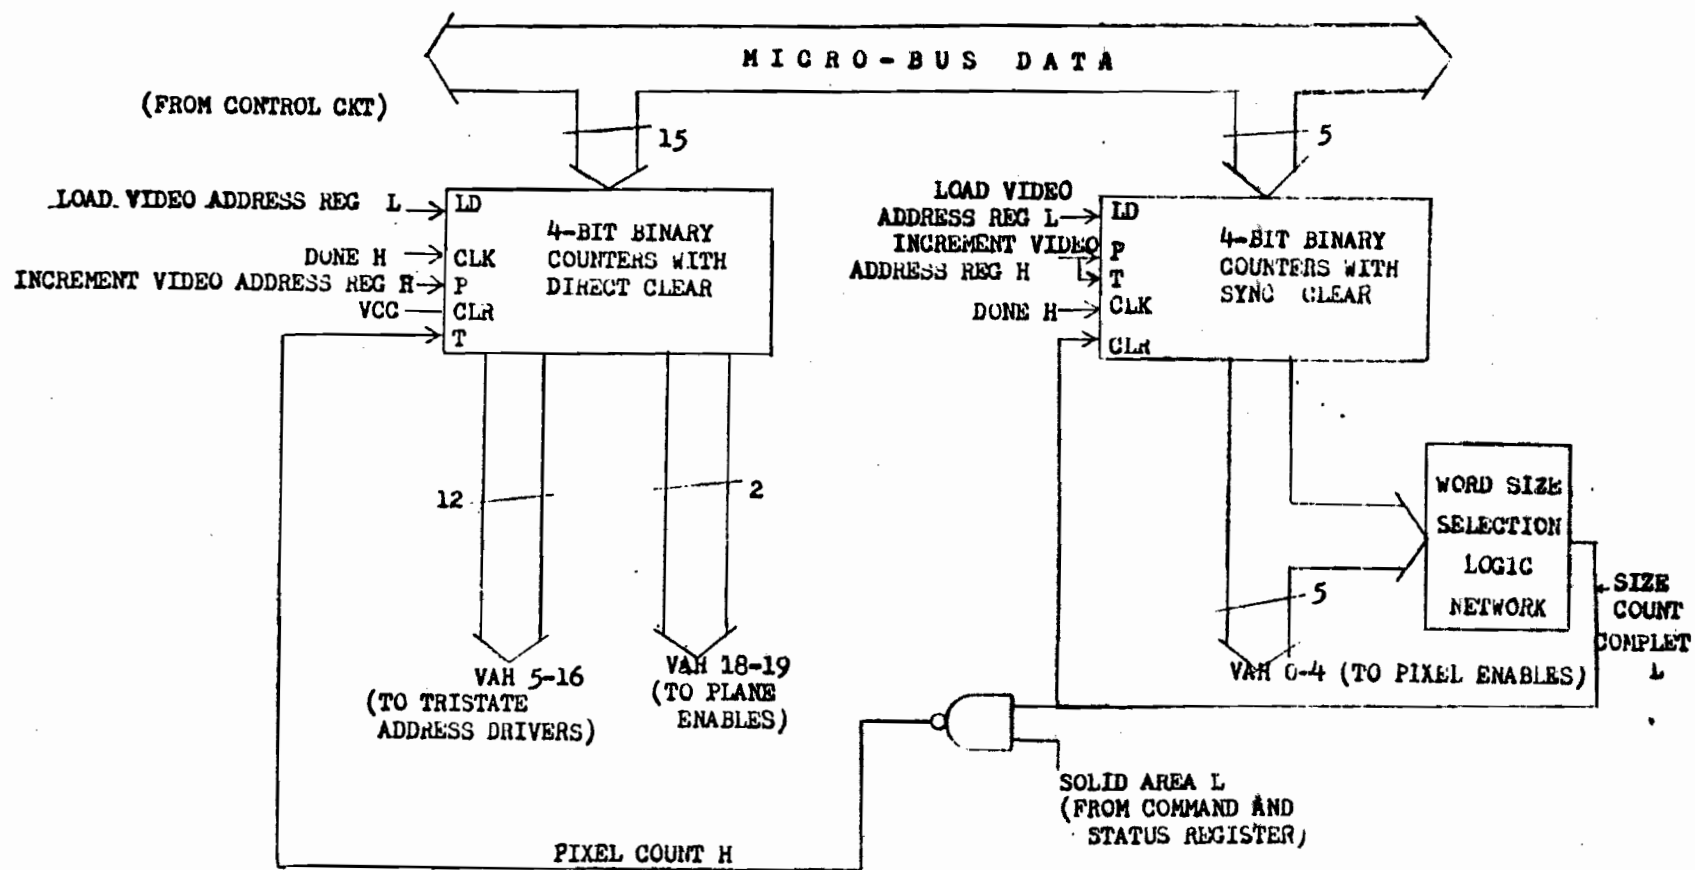 MICRO-BUS DATA
(FROM CONTROL CKT)
15
5
LOAD VIDEO ADDRESS REG L
LD
DONE H
CLK
INCREMENT VIDEO ADDRESS REG H
P
VCC
CLR
T
4-BIT BINARY
COUNTERS WITH
DIRECT CLEAR
LOAD VIDEO
ADDRESS REG L
LD
INCREMENT VIDEO
ADDRESS REG H
P
T
DONE H
CLK
CLR
4-BIT BINARY
COUNTERS WITH
SYNC CLEAR
12
2
WORD SIZE
SELECTION
LOGIC
NETWORK
5
SIZE
COUNT
COMPLET
L
VAH 5-16
(TO TRISTATE
ADDRESS DRIVERS)
VAH 18-19
(TO PLANE
ENABLES)
VAH 0-4 (TO PIXEL ENABLES)
SOLID AREA L
(FROM COMMAND AND
STATUS REGISTER)
PIXEL COUNT H